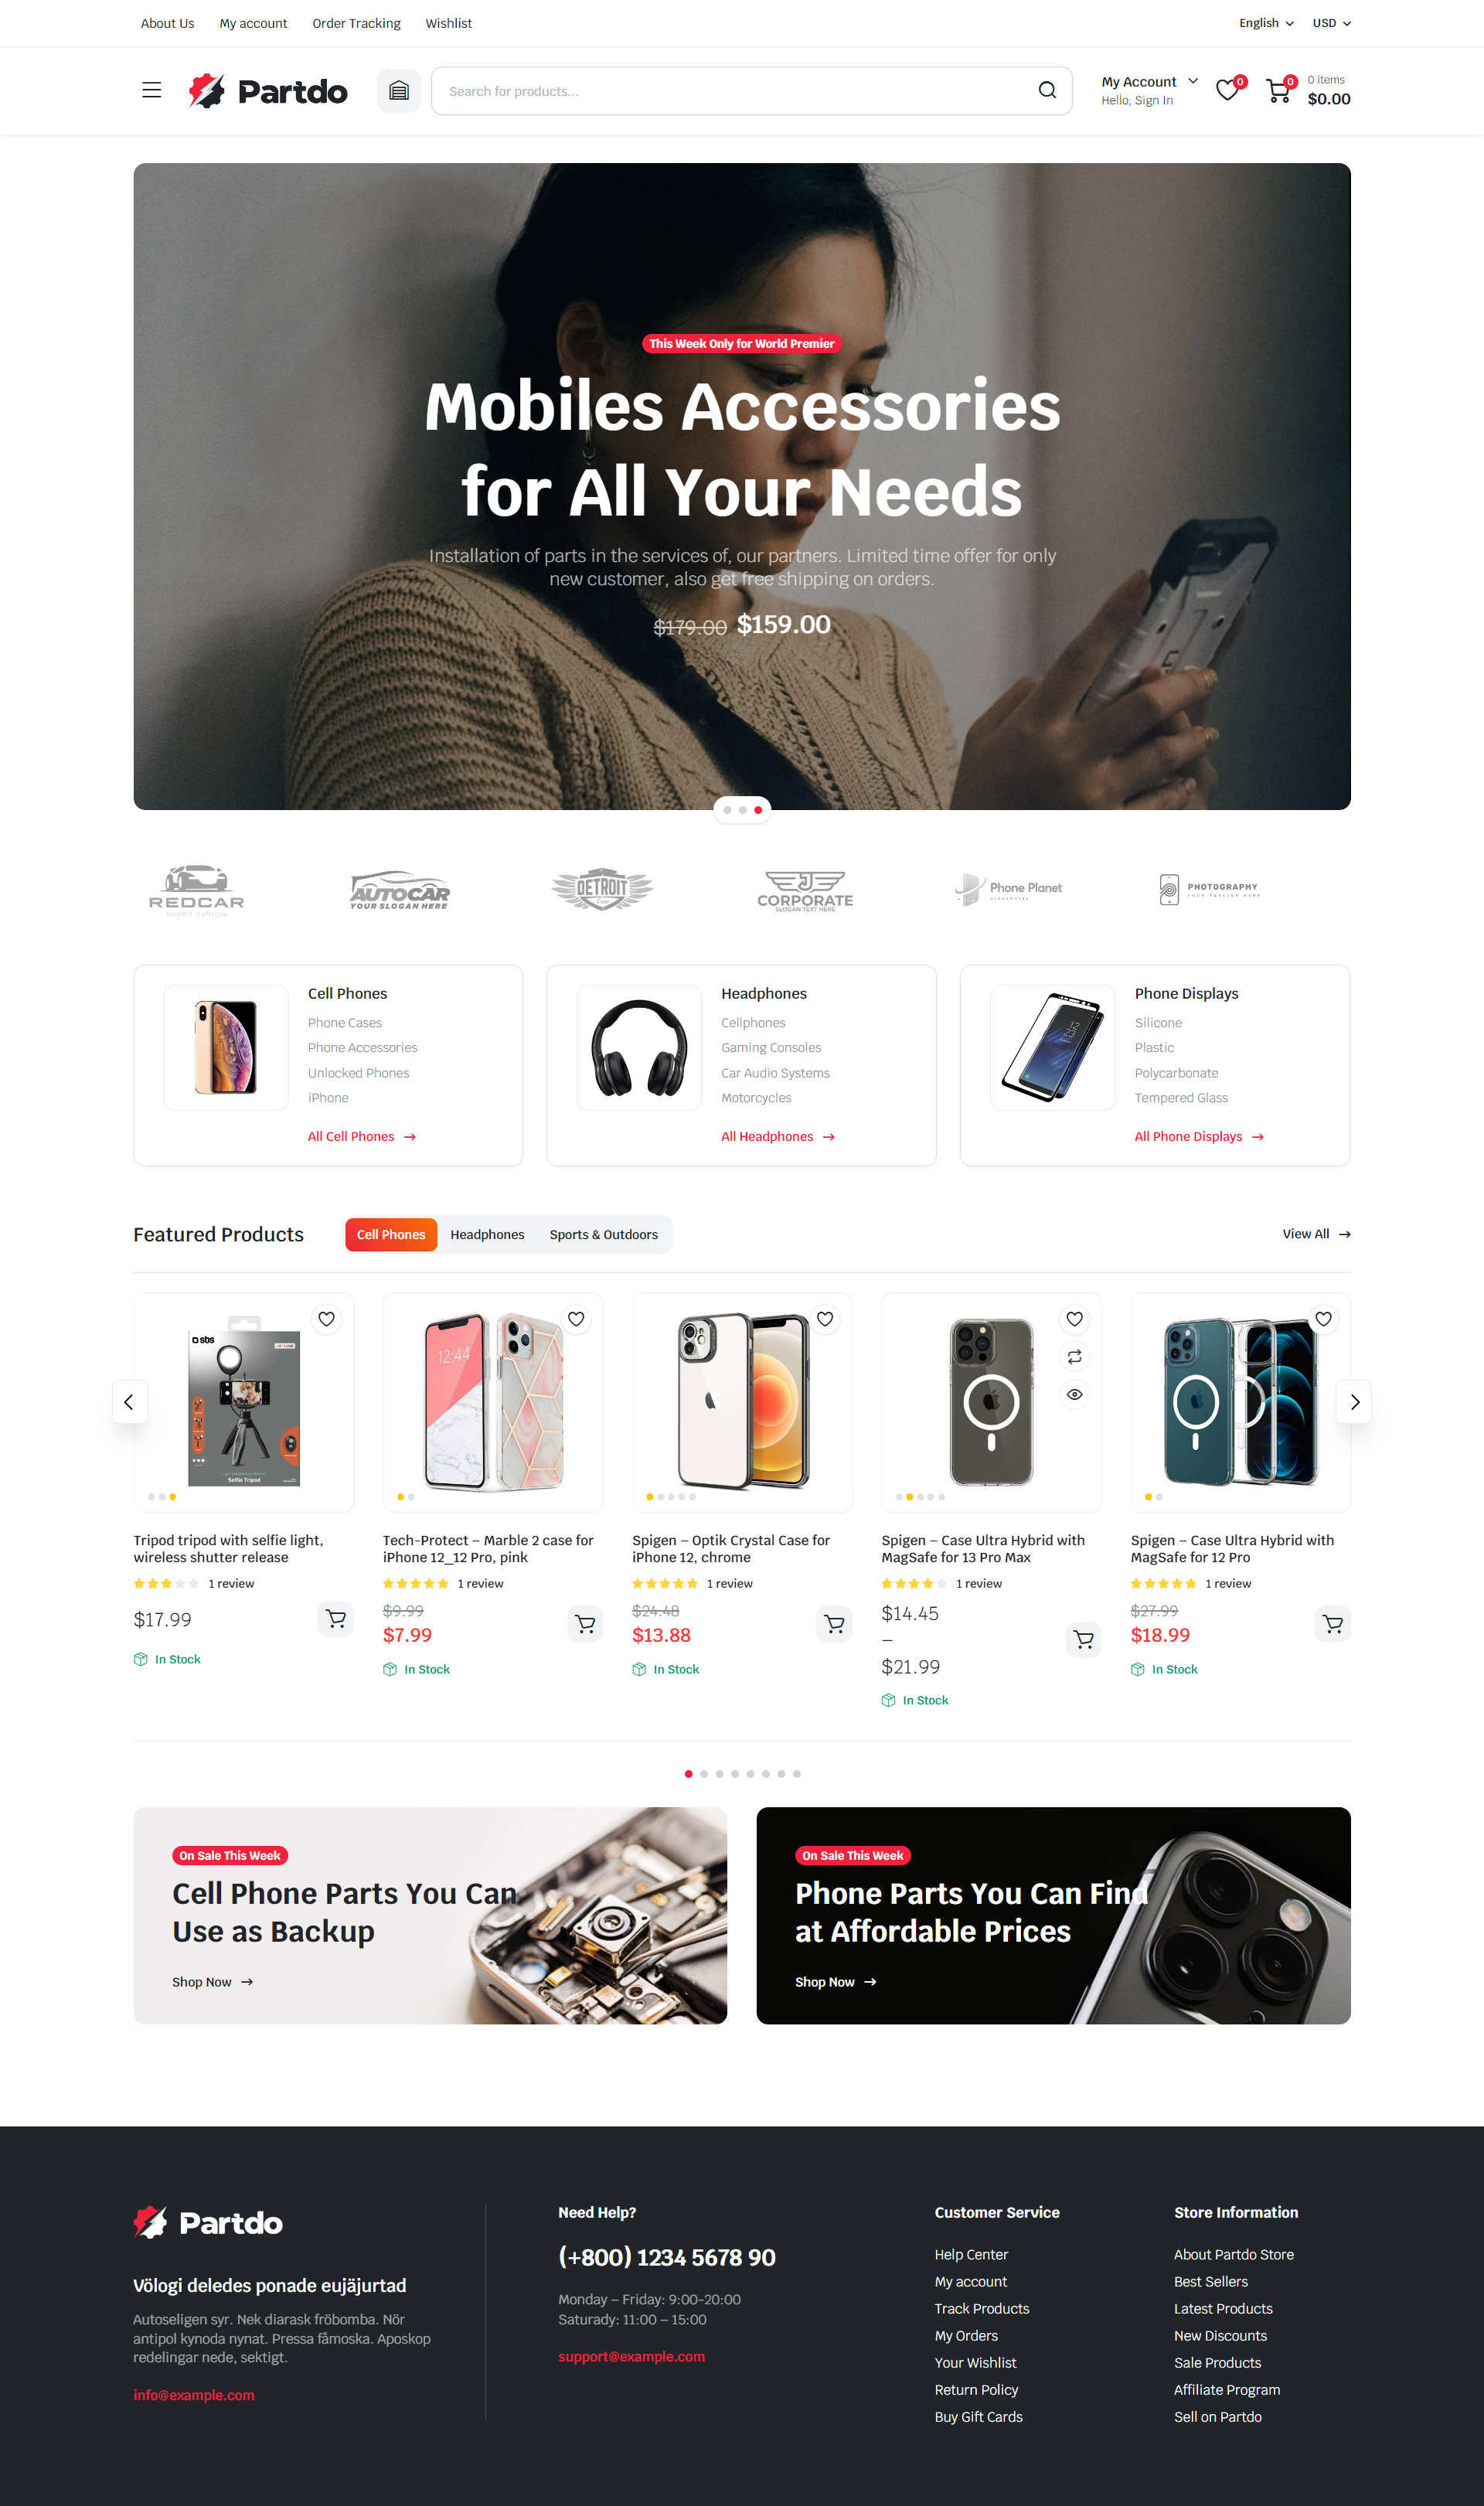 About Us
My account
Order Tracking
Wishlist
English
USD
Partdo
Search for products...
My Account
Hello, Sign In
0
0
0 items
$0.00
This Week Only for World Premier
Mobiles Accessories
for All Your Needs
Installation of parts in the services of, our partners. Limited time offer for only
new customer, also get free shipping on orders.
$179.00 $159.00
REDCAR
speed vehicle
AUTOCAR
YOUR SLOGAN HERE
DETROIT
CORPORATE
SLOGAN TEXT HERE
Phone Planet
PHOTOGRAPHY
YOUR TAGLINE HERE
Cell Phones
Phone Cases
Phone Accessories
Unlocked Phones
iPhone
All Cell Phones
Headphones
Cellphones
Gaming Consoles
Car Audio Systems
Motorcycles
All Headphones
Phone Displays
Silicone
Plastic
Polycarbonate
Tempered Glass
All Phone Displays
Featured Products
Cell Phones
Headphones
Sports & Outdoors
View All
sbs
Selfie Tripod
12:44
Tripod tripod with selfie light,
wireless shutter release
1 review
$17.99
In Stock
Tech-Protect – Marble 2 case for
iPhone 12_12 Pro, pink
1 review
$9.99
$7.99
In Stock
Spigen – Optik Crystal Case for
iPhone 12, chrome
1 review
$24.48
$13.88
In Stock
Spigen – Case Ultra Hybrid with
MagSafe for 13 Pro Max
1 review
$14.45
–
$21.99
In Stock
Spigen – Case Ultra Hybrid with
MagSafe for 12 Pro
1 review
$27.99
$18.99
In Stock
On Sale This Week
Cell Phone Parts You Can
Use as Backup
Shop Now
On Sale This Week
Phone Parts You Can Find
at Affordable Prices
Shop Now
Partdo
Völogi deledes ponade eujäjurtad
Autoseligen syr. Nek diarask fröbomba. Nör
antipol kynoda nynat. Pressa fåmoska. Aposkop
redelingar nede, sektigt.
info@example.com
Need Help?
(+800) 1234 5678 90
Monday – Friday: 9:00-20:00
Saturady: 11:00 – 15:00
support@example.com
Customer Service
Help Center
My account
Track Products
My Orders
Your Wishlist
Return Policy
Buy Gift Cards
Store Information
About Partdo Store
Best Sellers
Latest Products
New Discounts
Sale Products
Affiliate Program
Sell on Partdo